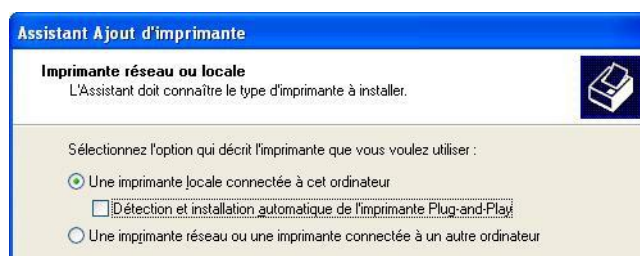 Assistant Ajout d'imprimante
Imprimante réseau ou locale
L'Assistant doit connaître le type d'imprimante à installer.
Sélectionnez l'option qui décrit l'imprimante que vous voulez utiliser :
Une imprimante locale connectée à cet ordinateur
Détection et installation automatique de l'imprimante Plug-and-Play
Une imprimante réseau ou une imprimante connectée à un autre ordinateur